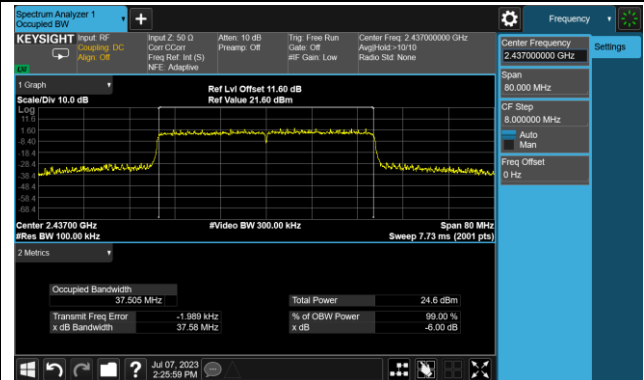 Spectrum Analyzer 1
Occupied BW
Frequency
KEYSIGHT
Input: RF
Coupling: DC
Align: Off
Input Z: 50 Ω
Corr CCorr
Freq Ref: Int (S)
NFE: Adaptive
Atten: 10 dB
Preamp: Off
Trig: Free Run
Gate: Off
#IF Gain: Low
Center Freq: 2.437000000 GHz
Avg|Hold:>10/10
Radio Std: None
Center Frequency
2.437000000 GHz
Settings
Span
80.000 MHz
CF Step
8.000000 MHz
Auto
Man
Freq Offset
0 Hz
1 Graph
Scale/Div 10.0 dB
Ref Lvl Offset 11.60 dB
Ref Value 21.60 dBm
Log
11.6
1.60
-8.40
-18.4
-28.4
-38.4
-48.4
-58.4
-68.4
Center 2.43700 GHz
#Res BW 100.00 kHz
#Video BW 300.00 kHz
Span 80 MHz
Sweep 7.73 ms (2001 pts)
2 Metrics
Occupied Bandwidth
37.505 MHz
Total Power 24.6 dBm
Transmit Freq Error -1.989 kHz
% of OBW Power 99.00 %
x dB Bandwidth 37.58 MHz
x dB -6.00 dB
Jul 07, 2023
2:25:59 PM